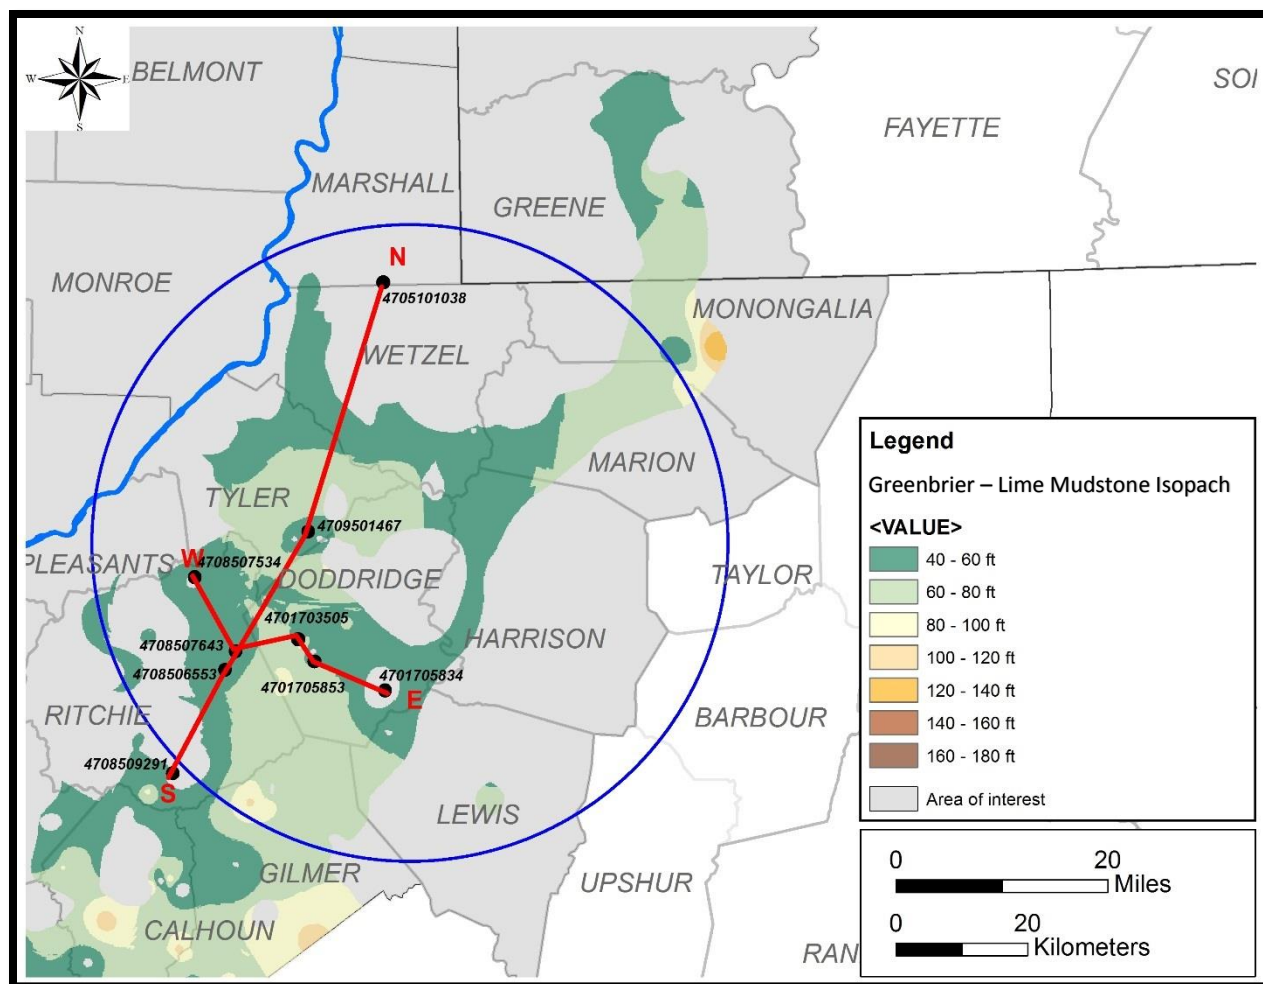 N
W E
S
BELMONT
SOI
FAYETTE
MARSHALL
GREENE
N
MONROE
4705101038
MONONGALIA
WETZEL
Legend
Greenbrier – Lime Mudstone Isopach
<VALUE>
40 - 60 ft
60 - 80 ft
80 - 100 ft
100 - 120 ft
120 - 140 ft
140 - 160 ft
160 - 180 ft
Area of interest
MARION
TYLER
4709501467
W
PLEASANTS
4708507534
DODDRIDGE
TAYLOR
4701703505
HARRISON
4708507643
4708506553
4701705853
4701705834
E
RITCHIE
BARBOUR
4708509291
S
LEWIS
GILMER
UPSHUR
CALHOUN
RAN
0 20
Miles
0 20
Kilometers